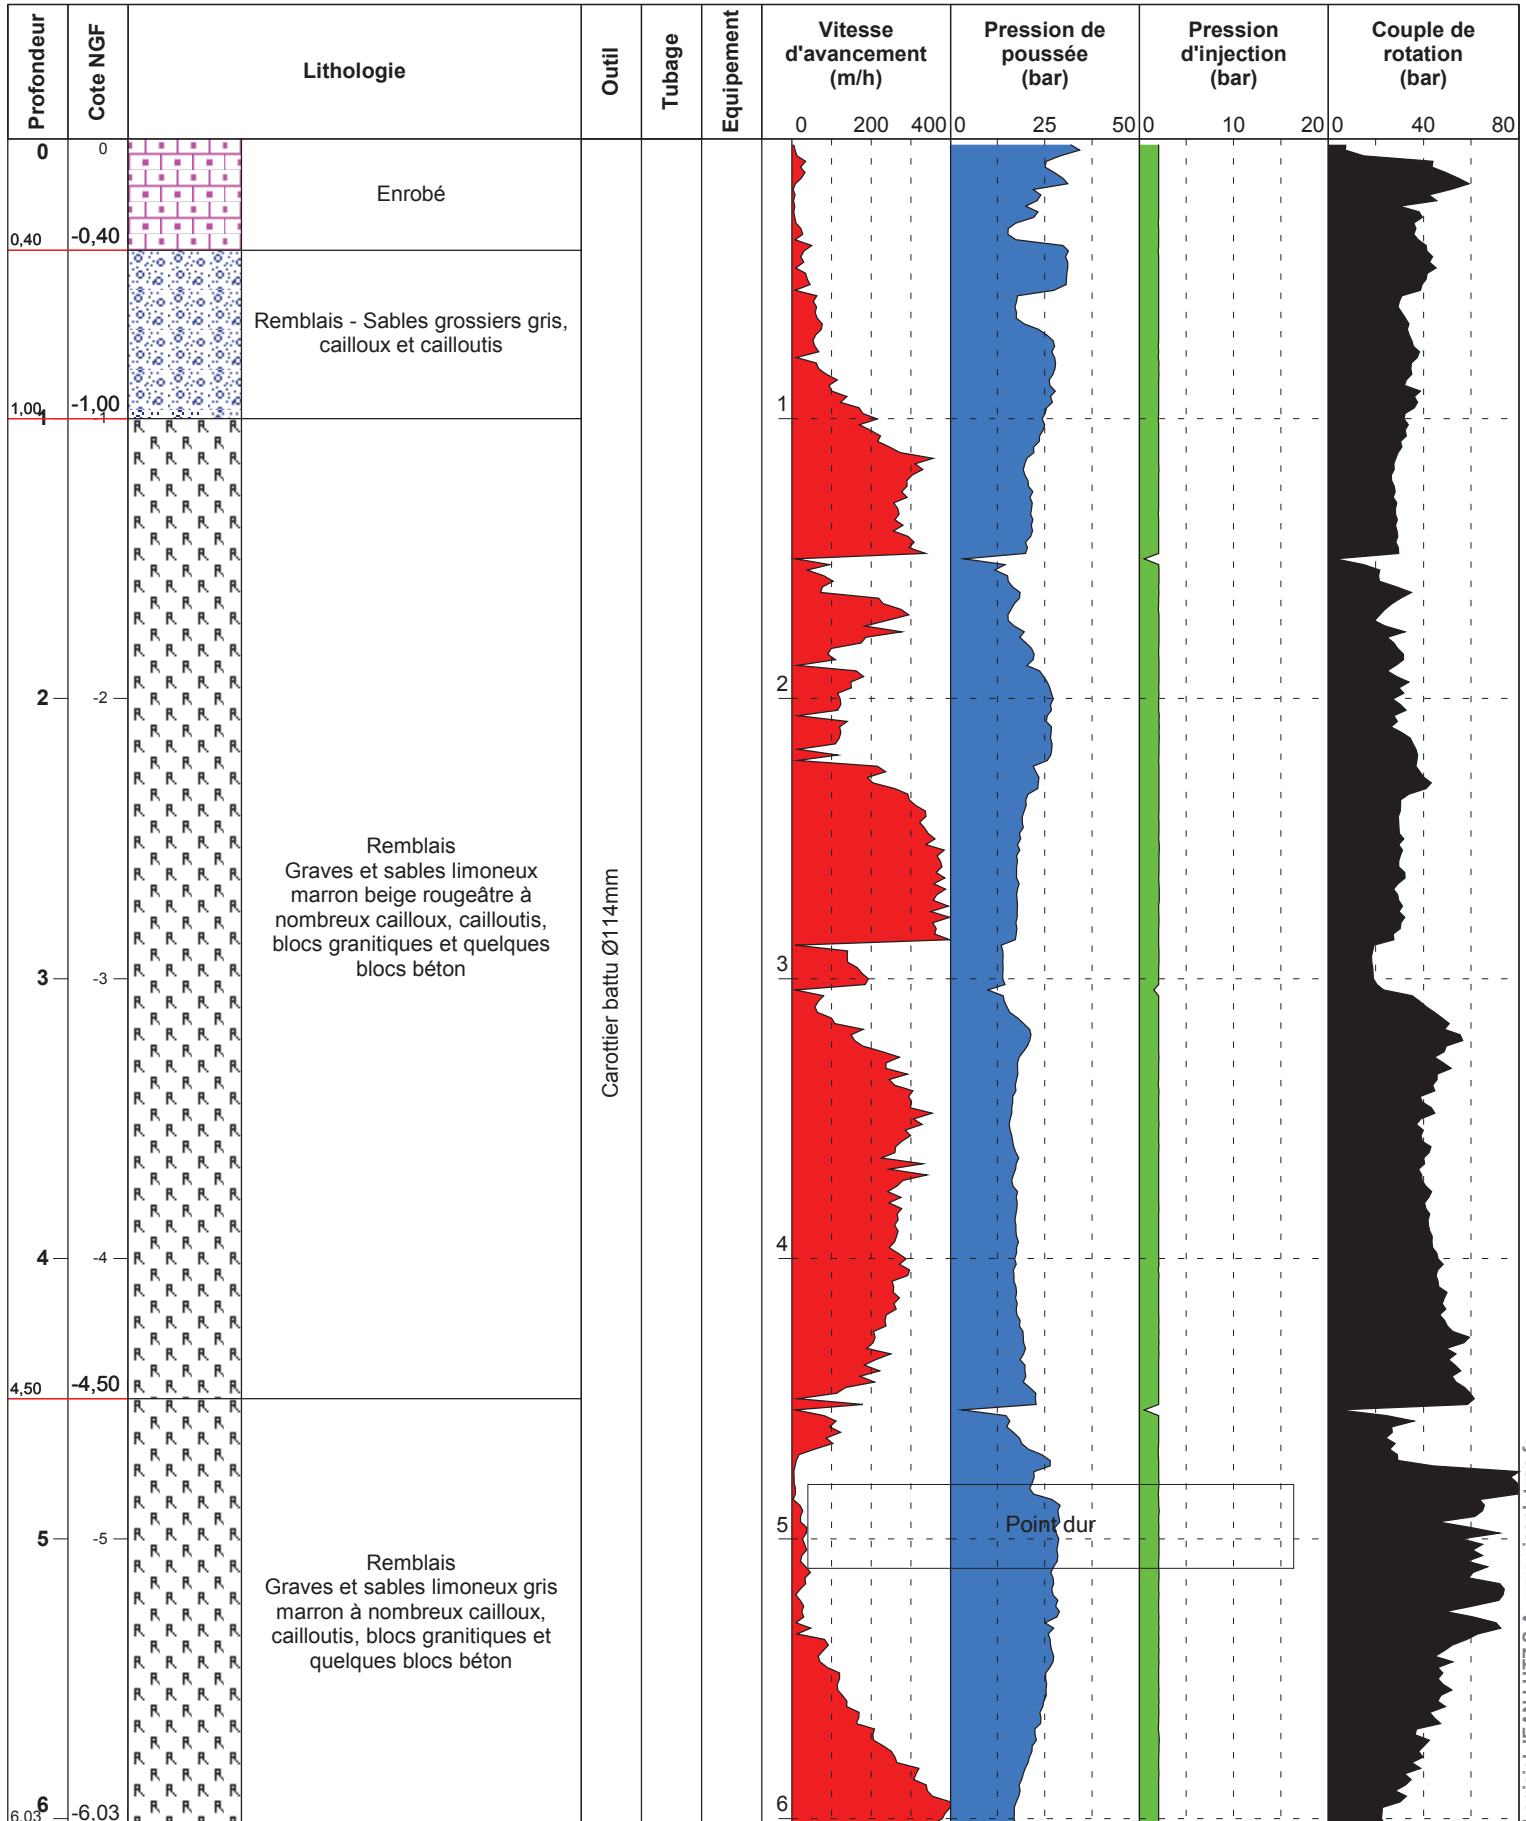 Profondeur
Cote NGF
Lithologie
Outil
Tubage
Equipement
Vitesse
d'avancement
(m/h)
0 200 400
Pression de
poussée
(bar)
0 25 50
Pression
d'injection
(bar)
0 10 20
Couple de
rotation
(bar)
0 40 80
0
0
Enrobé
0,40
-0,40
Remblais - Sables grossiers gris,
cailloux et cailloutis
1,00
1
-1,00
1
2
-2
2
Remblais
Graves et sables limoneux
marron beige rougeâtre à
nombreux cailloux, cailloutis,
blocs granitiques et quelques
blocs béton
Carottier battu Ø114mm
3
-3
3
4
-4
4
4,50
-4,50
Point dur
5
-5
5
Remblais
Graves et sables limoneux gris
marron à nombreux cailloux,
cailloutis, blocs granitiques et
quelques blocs béton
6
6
6,03
-6,03